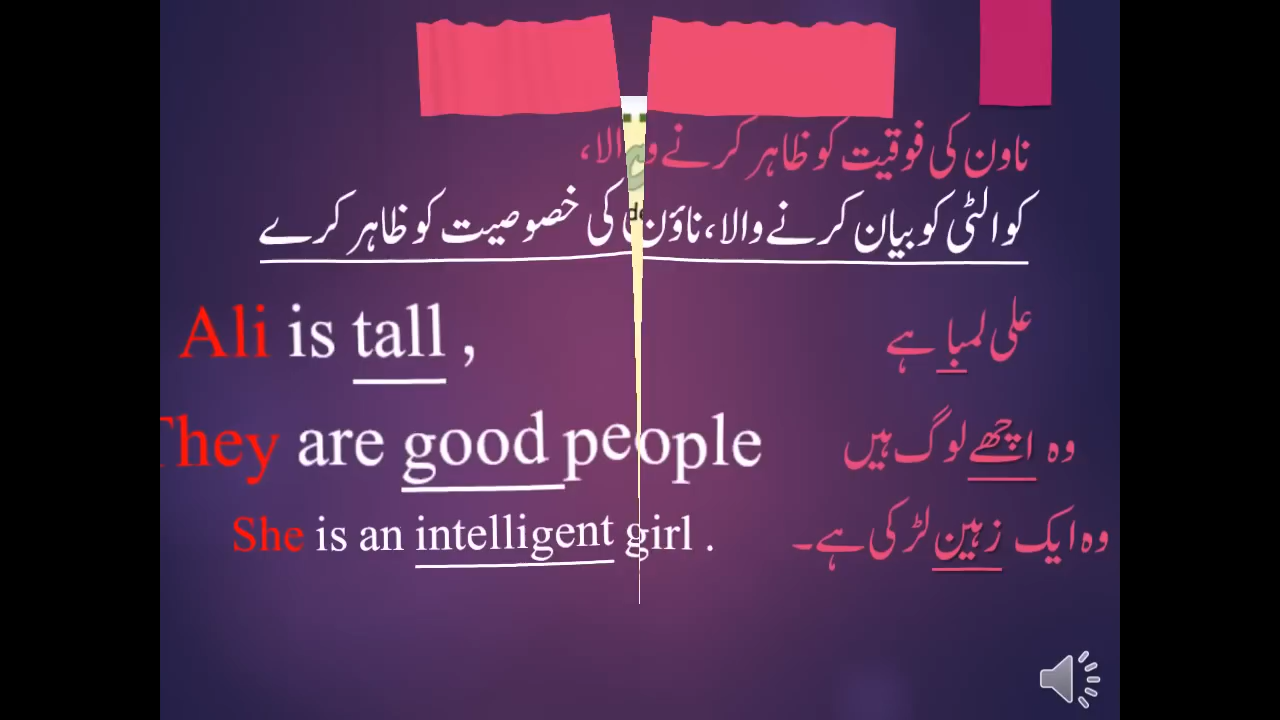 ناون کی فوقیت کو ظاہر کرنے والا،
کوالٹی کو بیان کرنے والا، ناؤن کی خصوصیت کو ظاہر کرے
Ali is tall , علی لمبا ہے
They are good people وہ اچھے لوگ ہیں
She is an intelligent girl . وہ ایک زہین لڑکی ہے۔